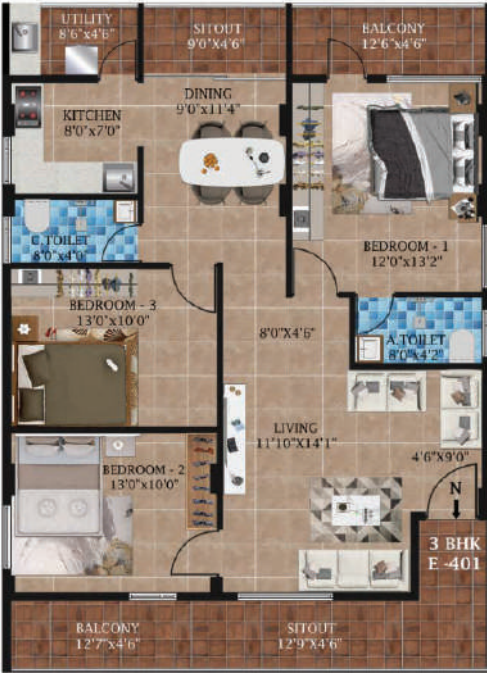 UTILITY
8'6"x4'6"
SITOUT
9'0"X4'6"
BALCONY
12'6"x4'6"
DINING
9'0"x11'4"
KITCHEN
8'0"x7'0"
C.TOILET
8'0"x4'0"
BEDROOM - 1
12'0"x13'2"
BEDROOM - 3
13'0"x10'0"
8'0"X4'6"
A.TOILET
8'0"x4'2"
LIVING
11'10"X14'1"
4'6"X9'0"
BEDROOM - 2
13'0"x10'0"
N
3 BHK
E -401
BALCONY
12'7"x4'6"
SITOUT
12'9"X4'6"